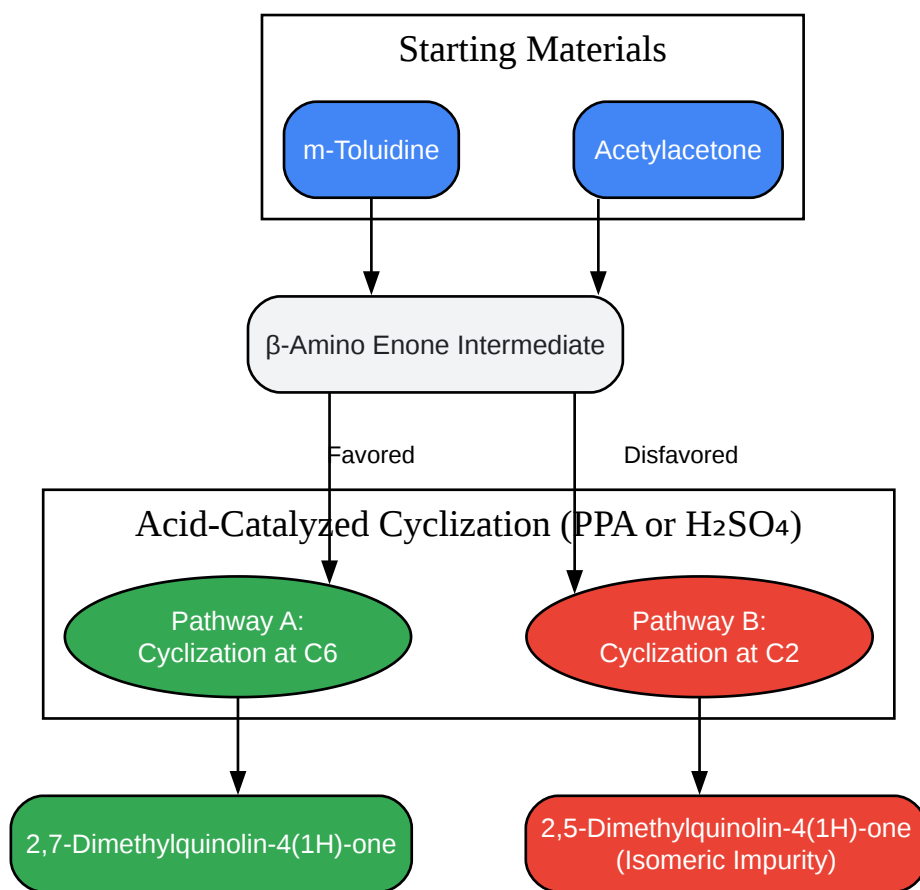 Starting Materials
m-Toluidine
Acetylacetone
β-Amino Enone Intermediate
Favored
Disfavored
Acid-Catalyzed Cyclization (PPA or H₂SO₄)
Pathway A:
Cyclization at C6
Pathway B:
Cyclization at C2
2,7-Dimethylquinolin-4(1H)-one
2,5-Dimethylquinolin-4(1H)-one
(Isomeric Impurity)